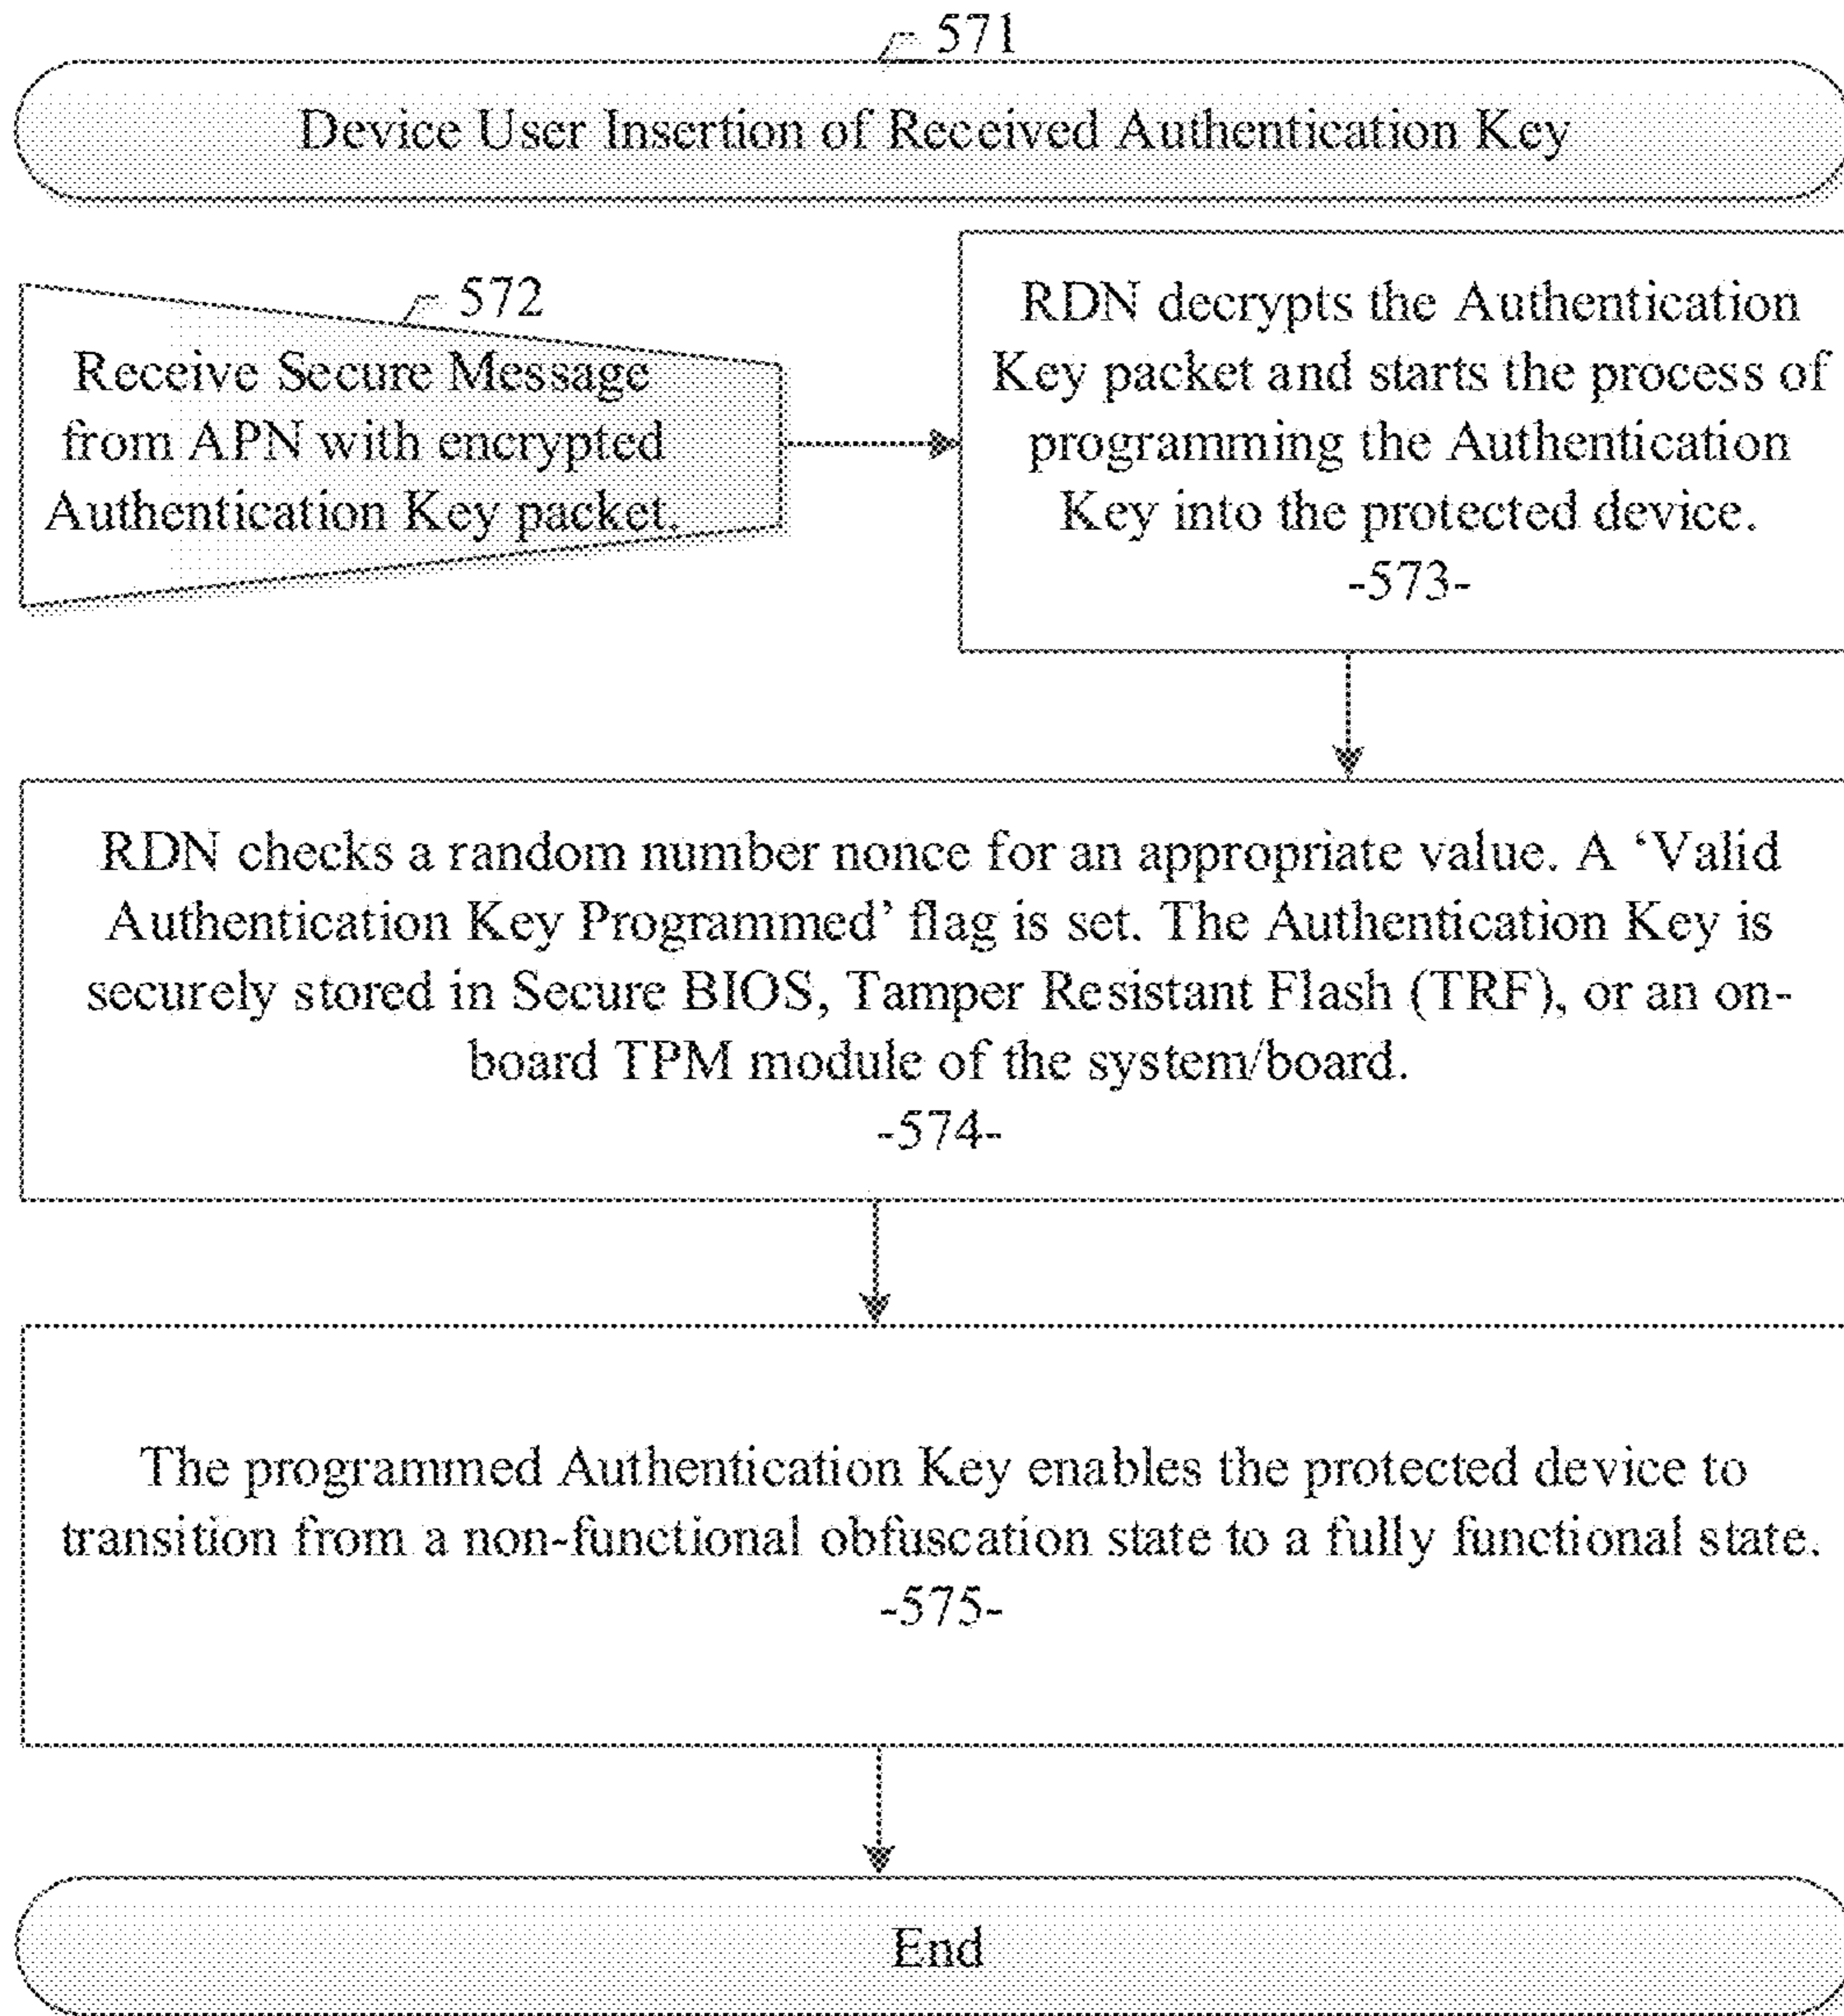 571
Device User Insertion of Received Authentication Key
572
Receive Secure Message
from APN with encrypted
Authentication Key packet.
RDN decrypts the Authentication
Key packet and starts the process of
programming the Authentication
Key into the protected device.
-573-
RDN checks a random number nonce for an appropriate value. A ‘Valid
Authentication Key Programmed’ flag is set. The Authentication Key is
securely stored in Secure BIOS, Tamper Resistant Flash (TRF), or an on-
board TPM module of the system/board.
-574-
The programmed Authentication Key enables the protected device to
transition from a non-functional obfuscation state to a fully functional state.
-575-
End